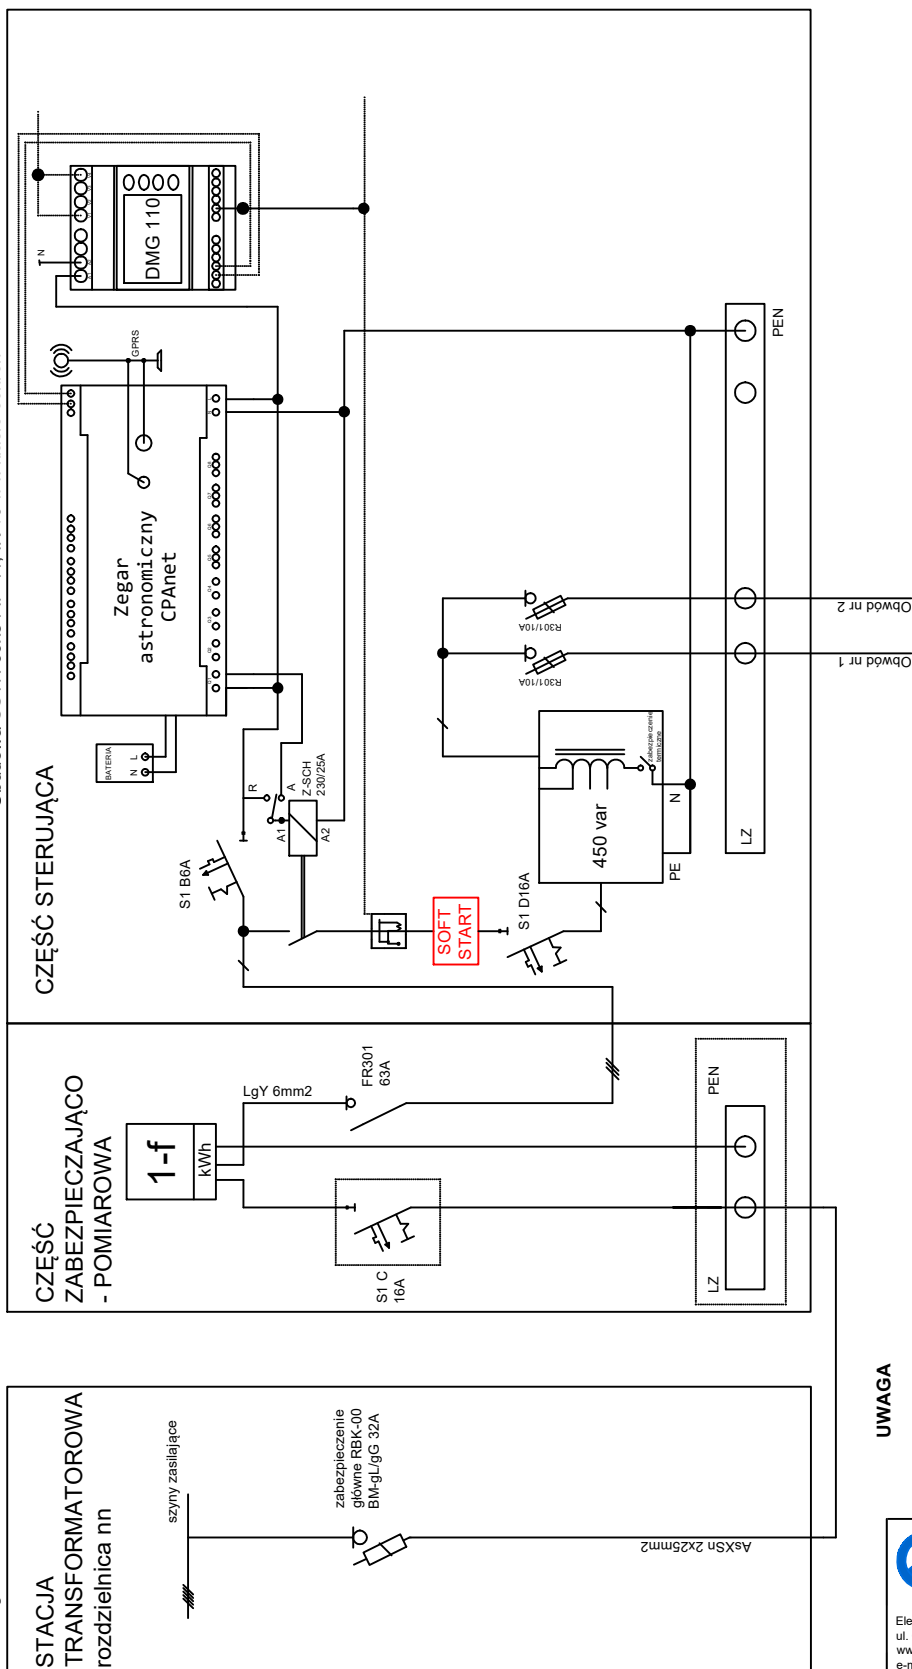 STACJA
TRANSFORMATOROWA
rozdzielnica nn
szyny zasilające
zabezpieczenie
główne RBK-00
BM-gL/gG 32A
AsXSn 2x25mm2
UWAGA
CZĘŚĆ
ZABEZPIECZAJĄCO
- POMIAROWA
1-f
kWh
LgY 6mm2
FR301
63A
S1 C
16A
LZ
PEN
CZĘŚĆ STERUJĄCA
BATERIA
N
L
Zegar
astronomiczny
CPAnet
GPRS
N
DMG 110
S1 B6A
R
A
Z-SCH
230/25A
A1
A2
SOFT
START
S1 D16A
450 var
zabezpieczenie
termiczne
N
PE
R301/10A
R301/10A
LZ
PEN
Obwód nr 1
Obwód nr 2
ul.